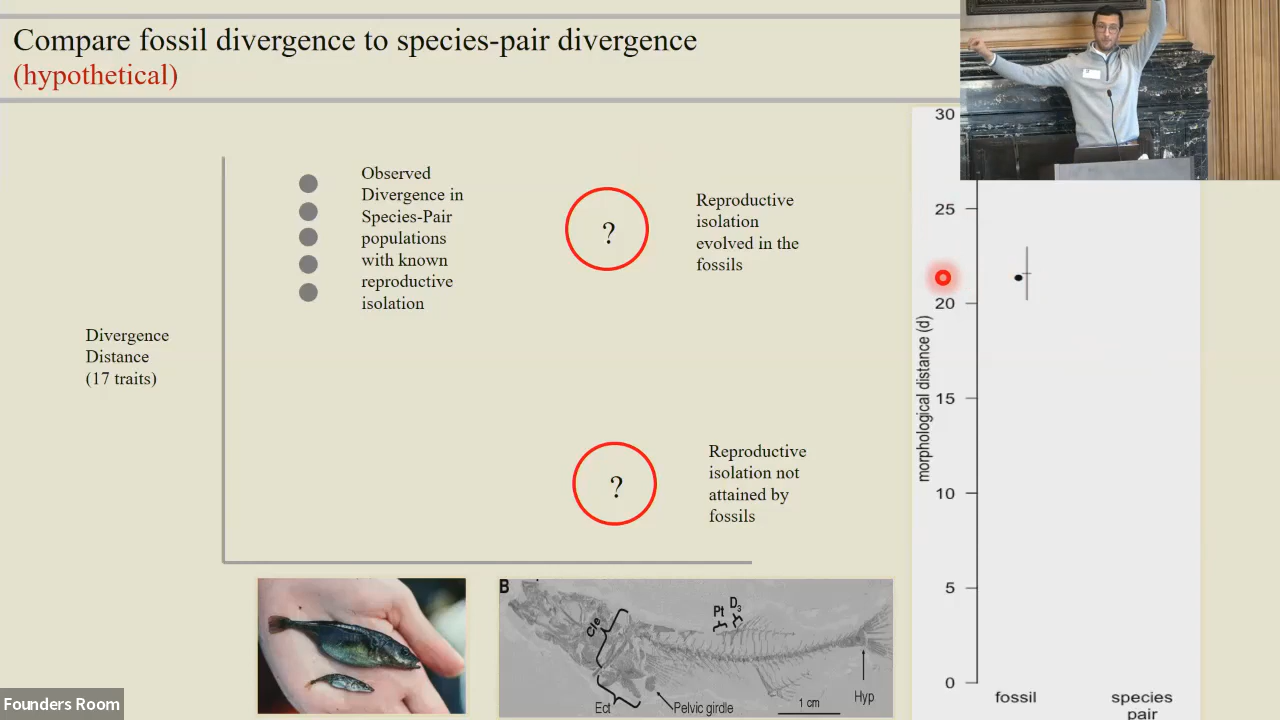 Compare fossil divergence to species-pair divergence
(hypothetical)
Divergence
Distance
(17 traits)
Observed
Divergence in
Species-Pair
populations
with known
reproductive
isolation
?
Reproductive
isolation
evolved in the
fossils
?
Reproductive
isolation not
attained by
fossils
30
25
20
15
10
5
0
morphological distance (d)
fossil
species
pair
B
Cle
Pt
D3
Ect
Pelvic girdle
1 cm
Hyp
Founders Room